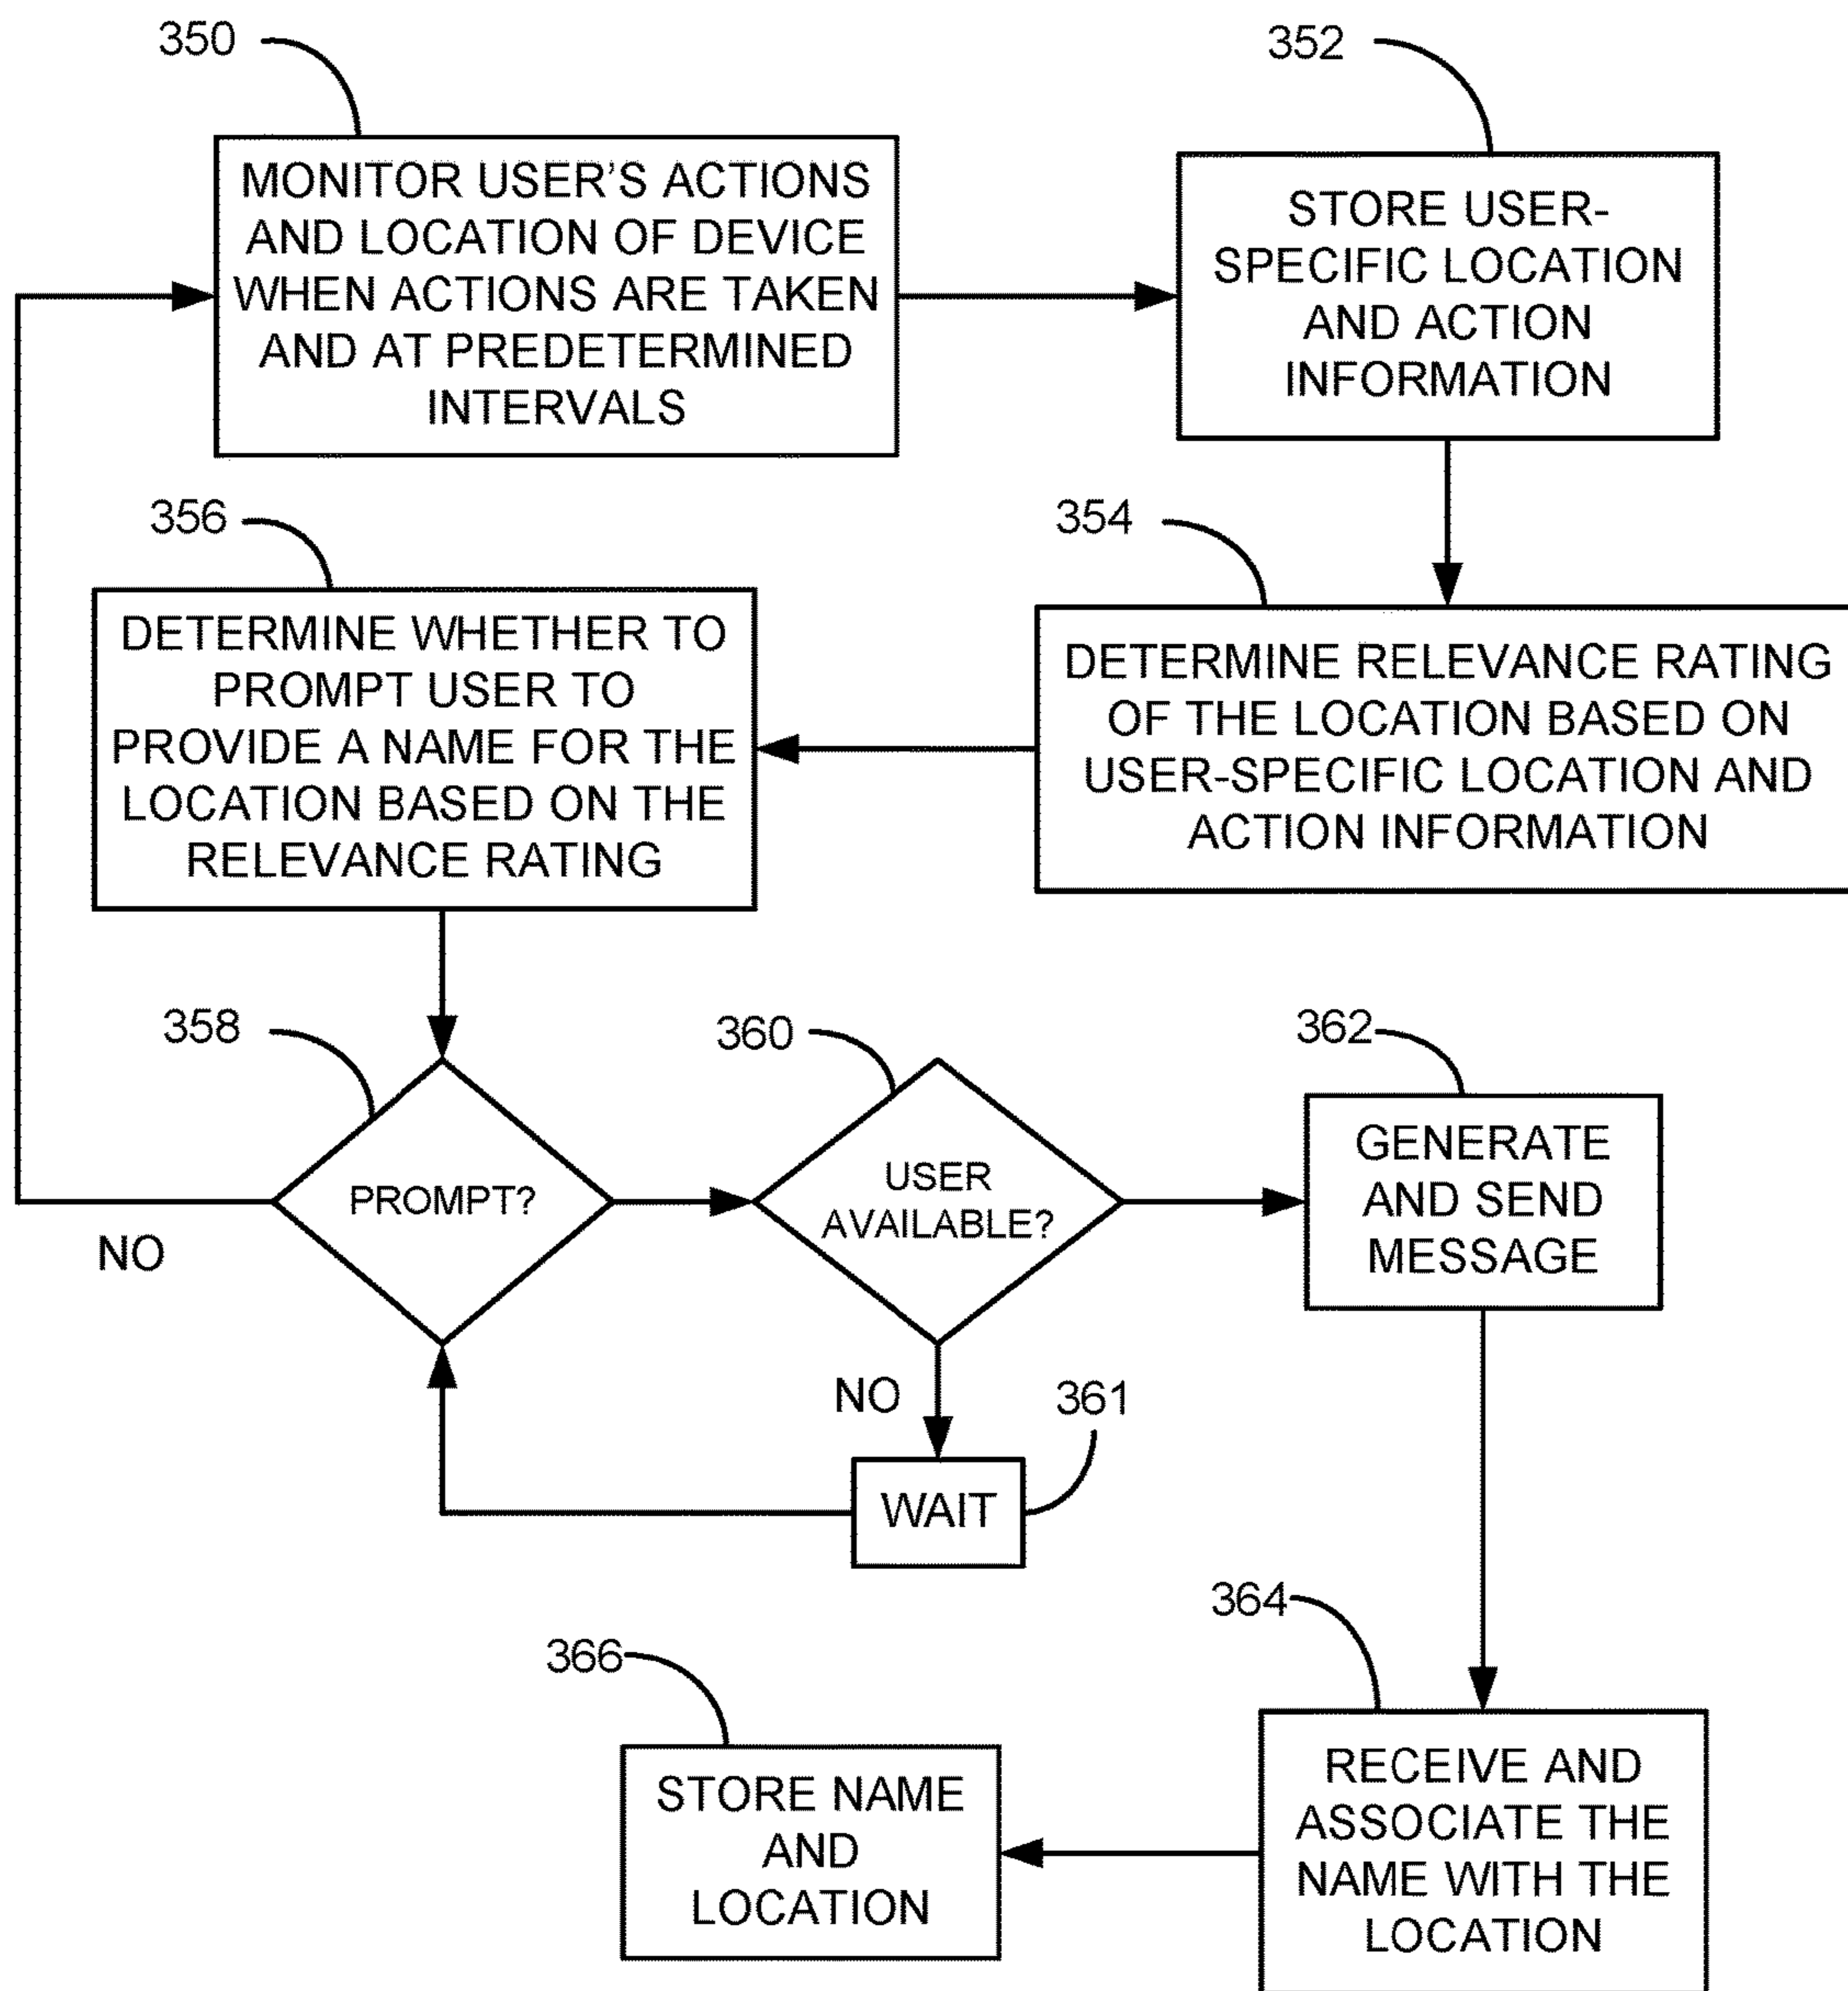 350
MONITOR USER'S ACTIONS
AND LOCATION OF DEVICE
WHEN ACTIONS ARE TAKEN
AND AT PREDETERMINED
INTERVALS
352
STORE USER-
SPECIFIC LOCATION
AND ACTION
INFORMATION
354
DETERMINE RELEVANCE RATING
OF THE LOCATION BASED ON
USER-SPECIFIC LOCATION AND
ACTION INFORMATION
356
DETERMINE WHETHER TO
PROMPT USER TO
PROVIDE A NAME FOR THE
LOCATION BASED ON THE
RELEVANCE RATING
358
PROMPT?
NO
360
USER
AVAILABLE?
NO
361
WAIT
362
GENERATE
AND SEND
MESSAGE
364
RECEIVE AND
ASSOCIATE THE
NAME WITH THE
LOCATION
366
STORE NAME
AND
LOCATION